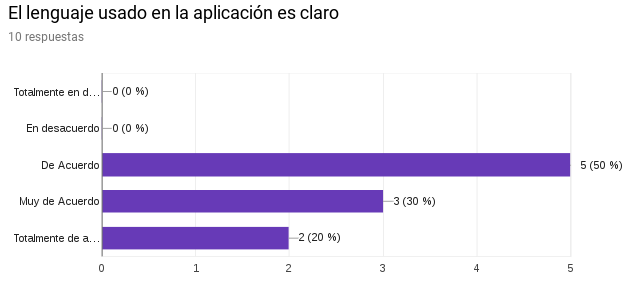 El lenguaje usado en la aplicación es claro
10 respuestas
Totalmente en d... 0 (0 %)
En desacuerdo 0 (0 %)
De Acuerdo 5 (50 %)
Muy de Acuerdo 3 (30 %)
Totalmente de a... 2 (20 %)
0 1 2 3 4 5